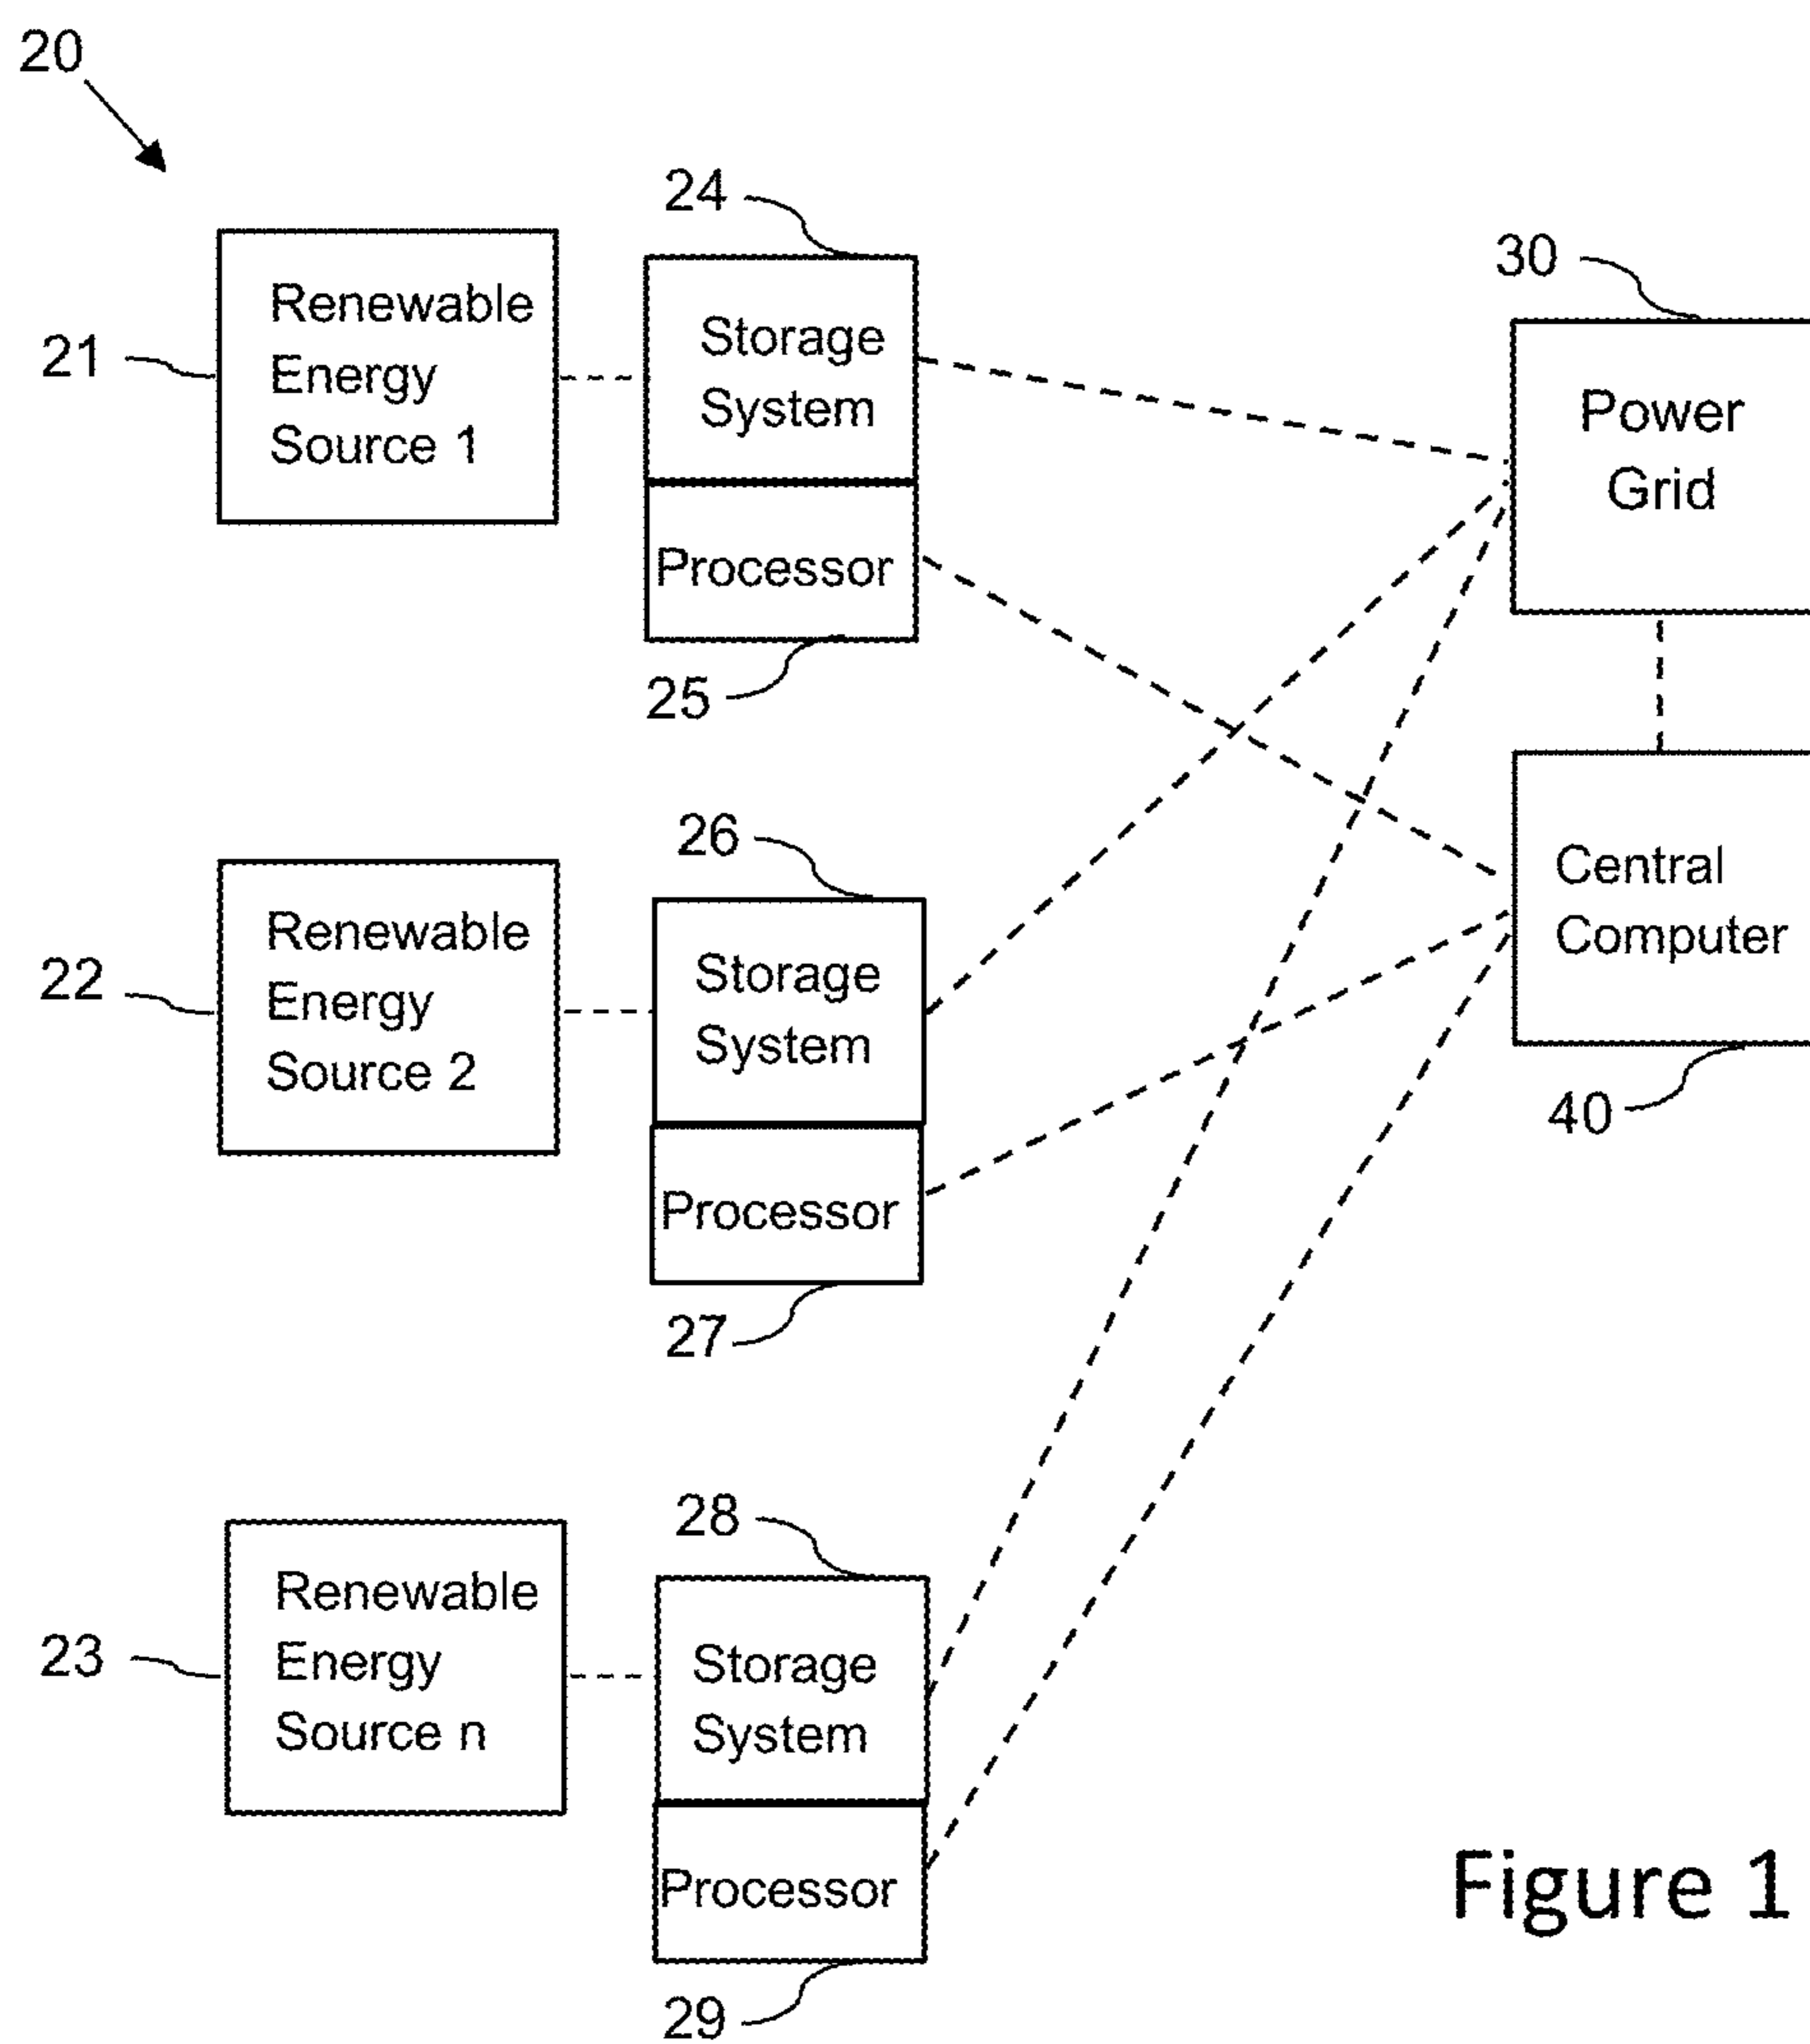 20
24
30
21
Renewable
Energy
Source 1
Storage
System
Power
Grid
Processor
25
26
Central
Computer
22
Renewable
Energy
Source 2
Storage
System
40
Processor
27
28
23
Renewable
Energy
Source n
Storage
System
Processor
29
Figure 1